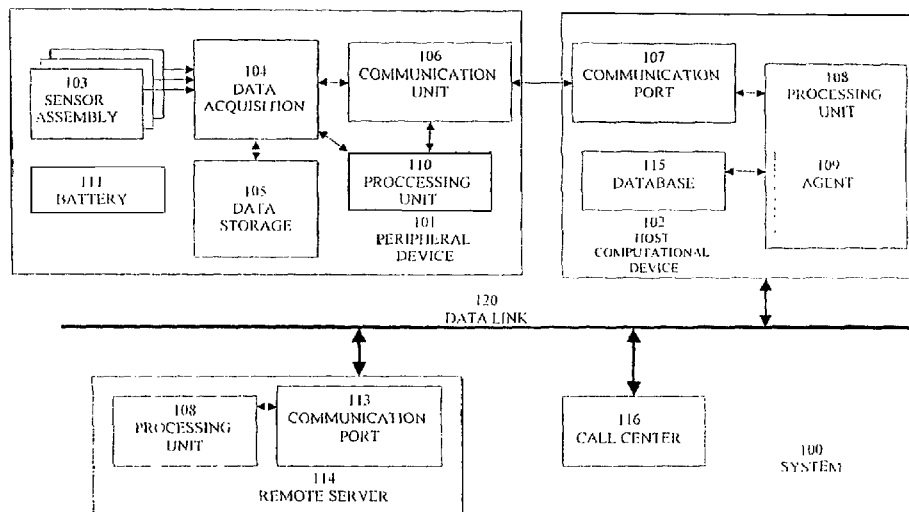 103
SENSOR
ASSEMBLY
104
DATA
ACQUISITION
106
COMMUNICATION
UNIT
111
BATTERY
105
DATA
STORAGE
110
PROCCESSING
UNIT
101
PERIPHERAL
DEVICE
107
COMMUNICATION
PORT
108
PROCESSING
UNIT
109
AGENT
115
DATABASE
102
HOST
COMPUTATIONAL
DEVICE
120
DATA LINK
108
PROCESSING
UNIT
113
COMMUNICATION
PORT
114
REMOTE SERVER
116
CALL CENTER
100
SYSTEM